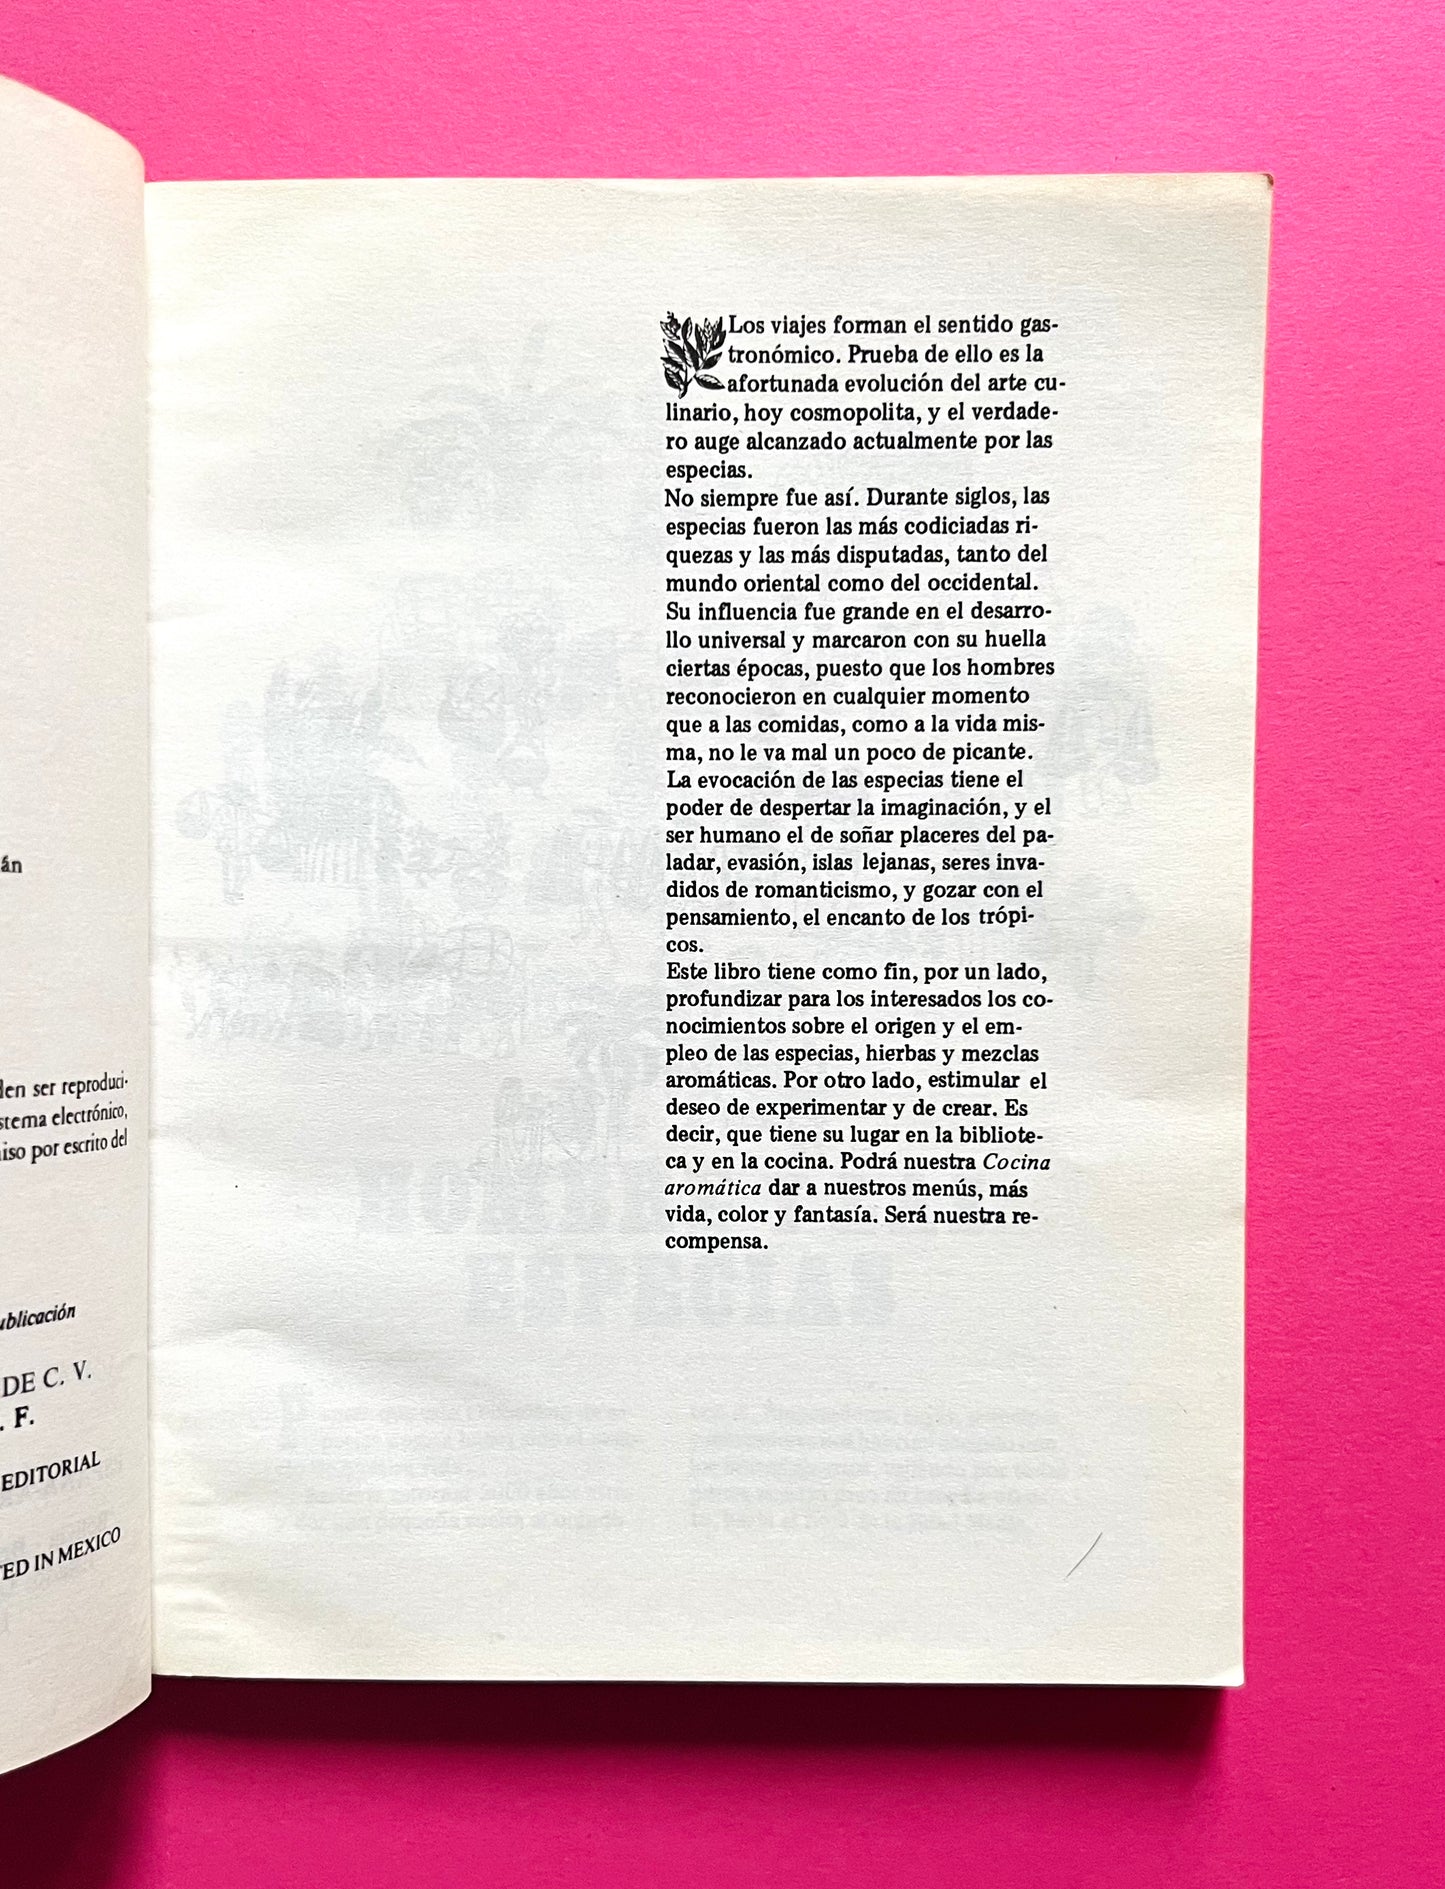 án
en ser reproduci-
stema electrónico,
iso por escrito del
ublicación
DE C. V.
. F.
EDITORIAL
TED IN MEXICO
Los viajes forman el sentido gas-
tronómico. Prueba de ello es la
afortunada evolución del arte cu-
linario, hoy cosmopolita, y el verdade-
ro auge alcanzado actualmente por las
especias.
No siempre fue así. Durante siglos, las
especias fueron las más codiciadas ri-
quezas y las más disputadas, tanto del
mundo oriental como del occidental.
Su influencia fue grande en el desarro-
llo universal y marcaron con su huella
ciertas épocas, puesto que los hombres
reconocieron en cualquier momento
que a las comidas, como a la vida mis-
ma, no le va mal un poco de picante.
La evocación de las especias tiene el
poder de despertar la imaginación, y el
ser humano el de soñar placeres del pa-
ladar, evasión, islas lejanas, seres inva-
didos de romanticismo, y gozar con el
pensamiento, el encanto de los trópi-
cos.
Este libro tiene como fin, por un lado,
profundizar para los interesados los co-
nocimientos sobre el origen y el em-
pleo de las especias, hierbas y mezclas
aromáticas. Por otro lado, estimular el
deseo de experimentar y de crear. Es
decir, que tiene su lugar en la bibliote-
ca y en la cocina. Podrá nuestra Cocina
aromática dar a nuestros menús, más
vida, color y fantasía. Será nuestra re-
compensa.